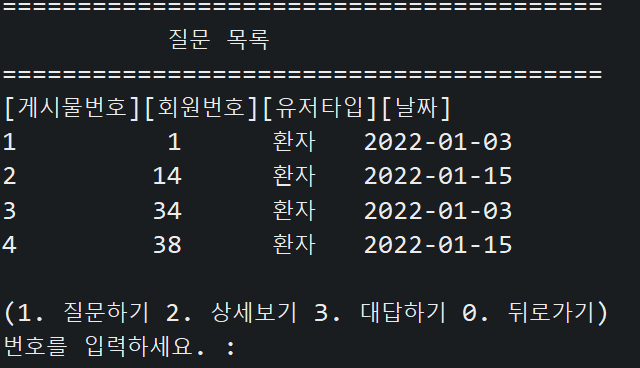 ========================================
질문 목록
========================================
[게시물번호][회원번호][유저타입][날짜]
1 1 환자 2022-01-03
2 14 환자 2022-01-15
3 34 환자 2022-01-03
4 38 환자 2022-01-15
(1. 질문하기 2. 상세보기 3. 대답하기 0. 뒤로가기)
번호를 입력하세요. :